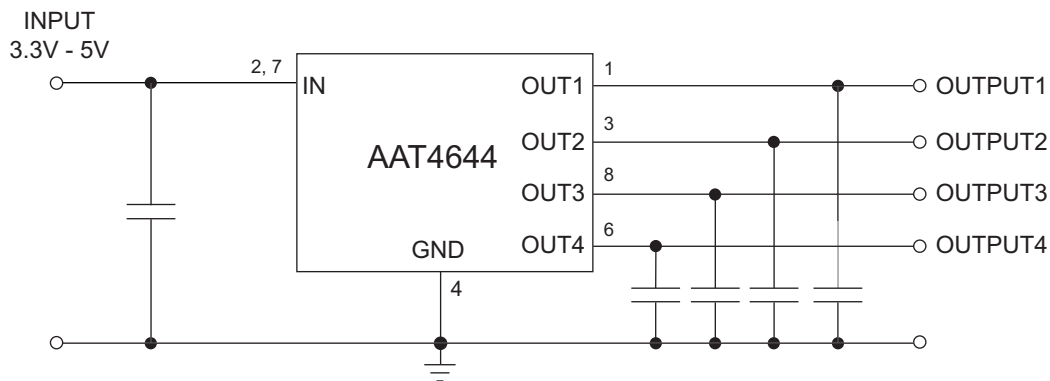 INPUT
3.3V - 5V
2, 7
IN
AAT4644
GND
4
OUT1
1
OUTPUT1
OUT2
3
OUTPUT2
OUT3
8
OUTPUT3
OUT4
6
OUTPUT4